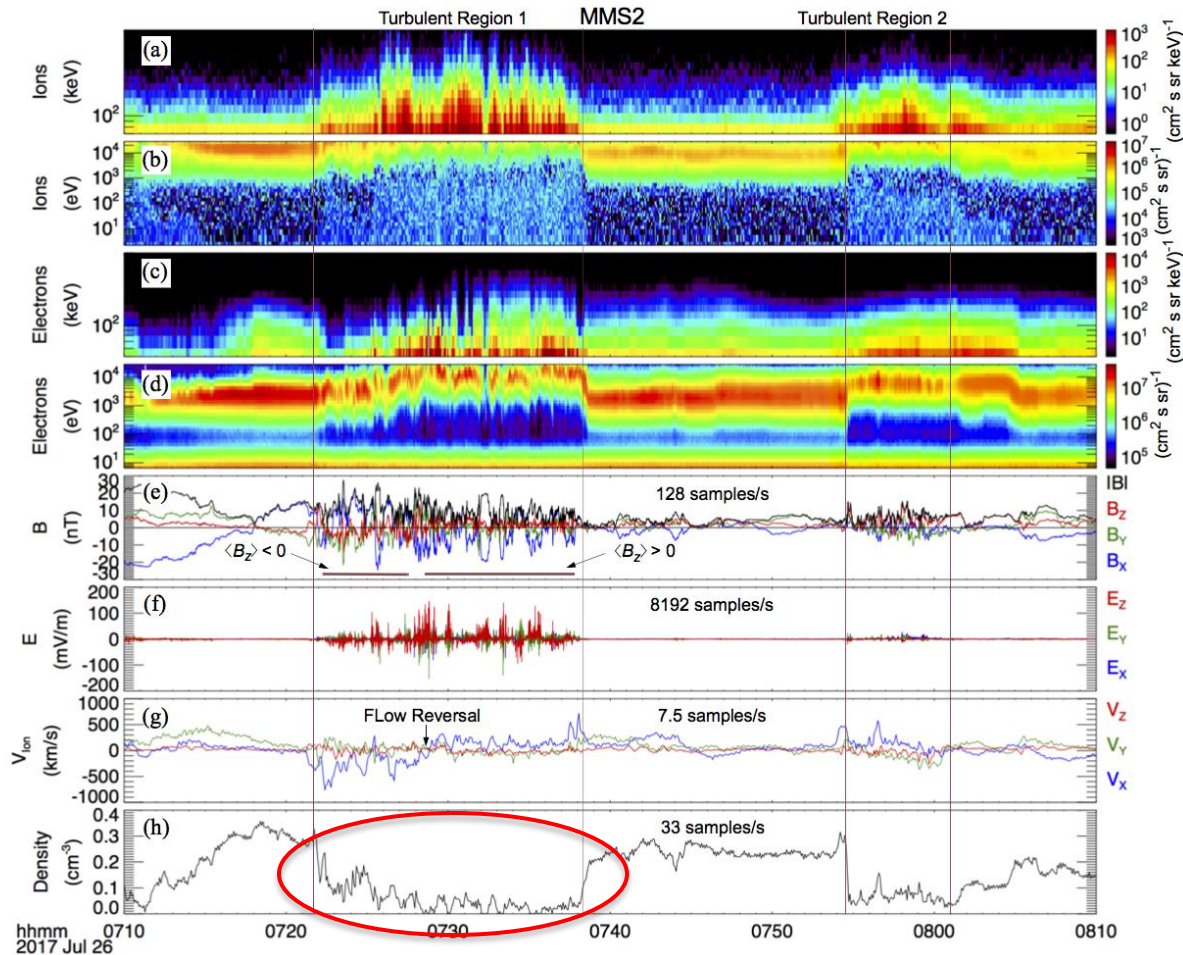 Turbulent Region 1 MMS2 Turbulent Region 2
(a)
Ions
(keV)
10²
10³
10²
10¹
10⁰
(cm² s sr keV)⁻¹
(b)
Ions
(eV)
10⁴
10³
10²
10¹
10⁷
10⁶
10⁵
10⁴
10³
(cm² s sr)⁻¹
(c)
Electrons
(keV)
10²
10⁴
10³
10²
10¹
(cm² s sr keV)⁻¹
(d)
Electrons
(eV)
10⁴
10³
10²
10¹
10⁷
10⁶
10⁵
(cm² s sr)⁻¹
(e)
128 samples/s
B
(nT)
30
20
10
0
-10
-20
-30
⟨B_z⟩ < 0
⟨B_z⟩ > 0
|B|
B_Z
B_Y
B_X
(f)
8192 samples/s
E
(mV/m)
200
100
0
-100
-200
E_Z
E_Y
E_X
(g)
FLow Reversal
7.5 samples/s
V_Ion
(km/s)
1000
500
0
-500
-1000
V_Z
V_Y
V_X
(h)
33 samples/s
Density
(cm⁻³)
0.4
0.3
0.2
0.1
0.0
hhmm 0710 0720 0730 0740 0750 0800 0810
2017 Jul 26